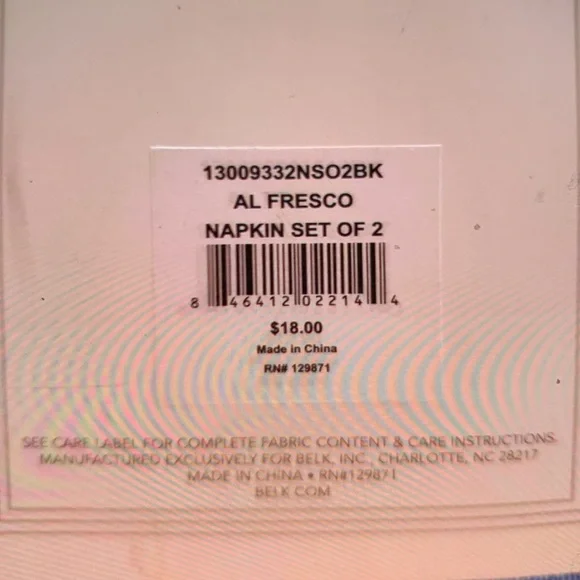 13009332NSO2BK
AL FRESCO
NAPKIN SET OF 2
8 46412 02214 4
$18.00
Made in China
RN# 129871
SEE CARE LABEL FOR COMPLETE FABRIC CONTENT & CARE INSTRUCTIONS.
MANUFACTURED EXCLUSIVELY FOR BELK, INC., CHARLOTTE, NC 28217
MADE IN CHINA • RN#129871
BELK.COM